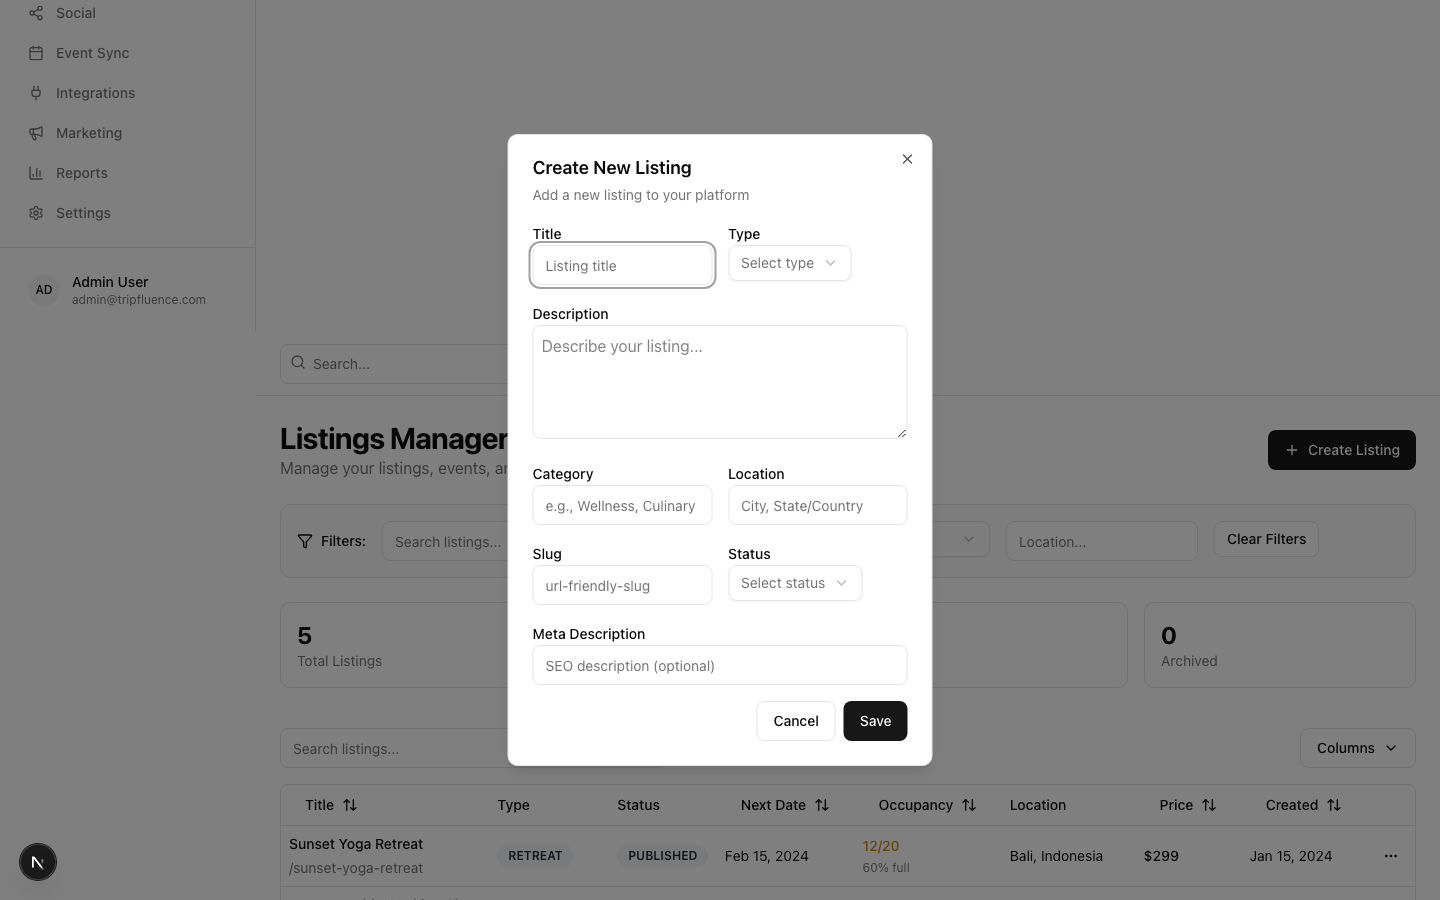 Social
Event Sync
Integrations
Marketing
Reports
Settings
AD
Admin User
admin@tripfluence.com
Search...
Listings Manager
Manage your listings, events,
Create Listing
Filters:
Search listings...
Location...
Clear Filters
5
Total Listings
0
Archived
Search listings...
Columns
Title
Type
Status
Next Date
Occupancy
Location
Price
Created
Sunset Yoga Retreat
/sunset-yoga-retreat
RETREAT
PUBLISHED
Feb 15, 2024
12/20
60% full
Bali, Indonesia
$299
Jan 15, 2024
Create New Listing
Add a new listing to your platform
Title
Listing title
Type
Select type
Description
Describe your listing...
Category
e.g., Wellness, Culinary
Location
City, State/Country
Slug
url-friendly-slug
Status
Select status
Meta Description
SEO description (optional)
Cancel
Save
N